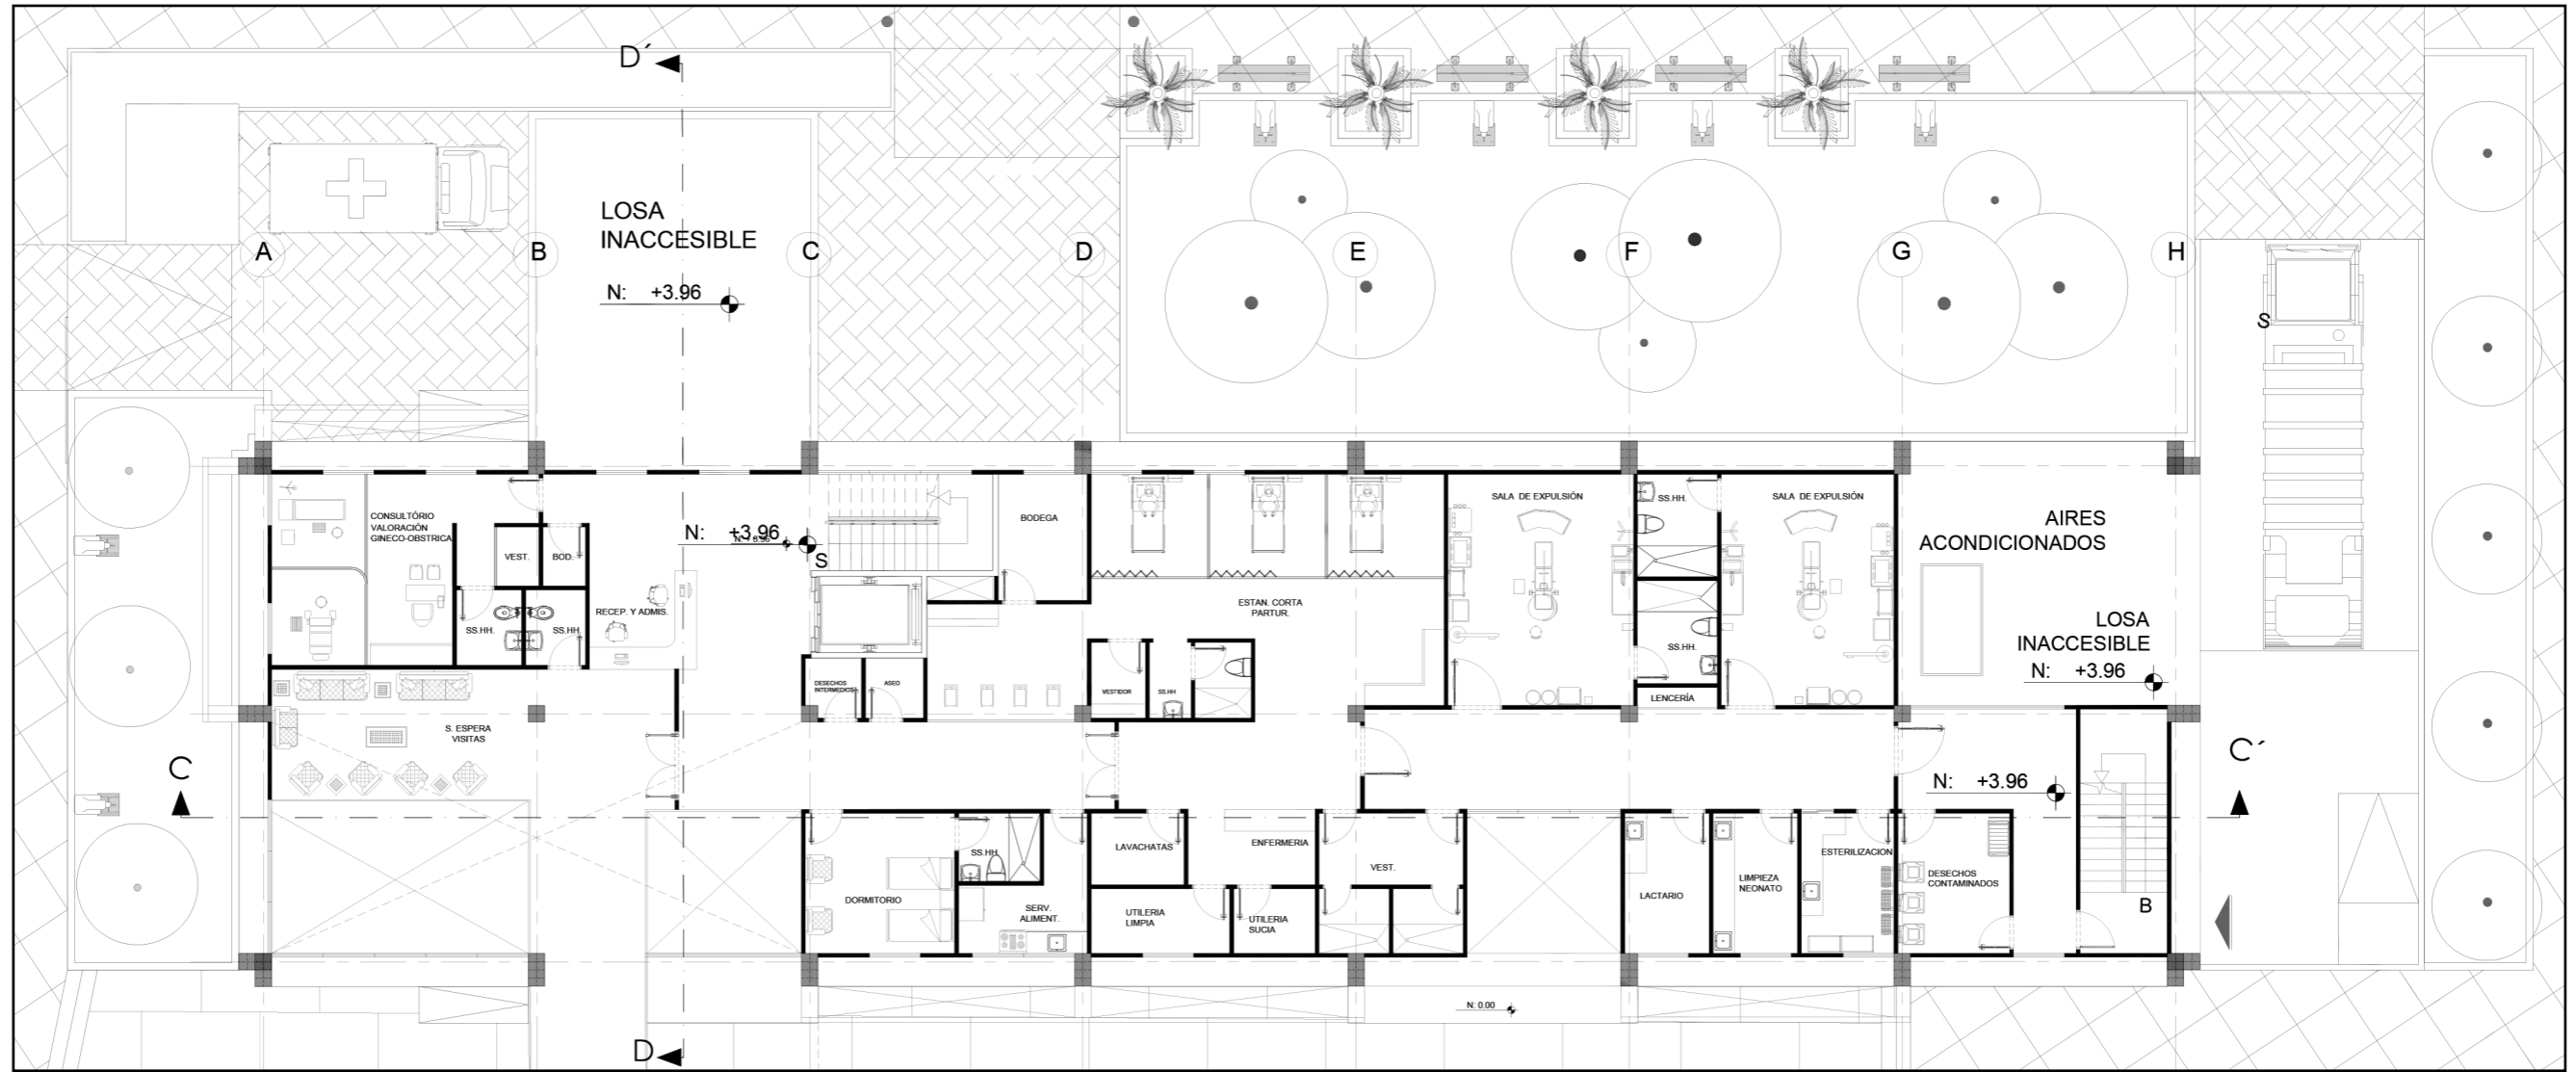 D´
LOSA
INACCESIBLE
N: +3.96
A
B
C
D
E
F
G
H
S
CONSULTÓRIO
VALORACIÓN
GINECO-OBSTRICA
VEST.
BOD.
SS.HH.
SS.HH.
RECEP. Y ADMIS.
N: +3.96
S
BODEGA
ESTAN. CORTA
PARTUR.
SALA DE EXPULSIÓN
SS.HH.
SS.HH.
LENCERÍA
SALA DE EXPULSIÓN
AIRES
ACONDICIONADOS
LOSA
INACCESIBLE
N: +3.96
DESECHOS
INTERMEDIOS
ASEO
VESTIDOR
SS.HH
S. ESPERA
VISITAS
C
C´
N: +3.96
DORMITORIO
SS.HH.
SERV.
ALIMENT.
LAVACHATAS
ENFERMERIA
UTILERIA
LIMPIA
UTILERIA
SUCIA
VEST.
LACTARIO
LIMPIEZA
NEONATO
ESTERILIZACION
DESECHOS
CONTAMINADOS
B
N: 0.00
D